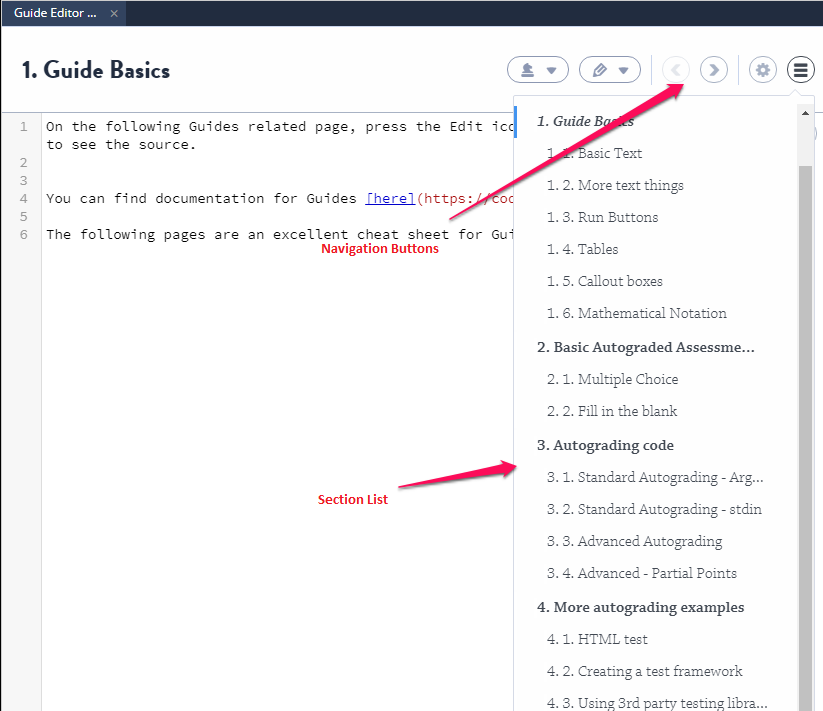 Guide Editor ... ×
1. Guide Basics
1 On the following Guides related page, press the Edit ico
to see the source.
2
3
4 You can find documentation for Guides [here](https://coc
5
6 The following pages are an excellent cheat sheet for Gui
Navigation Buttons
Section List
1. Guide Basics
1. 1. Basic Text
1. 2. More text things
1. 3. Run Buttons
1. 4. Tables
1. 5. Callout boxes
1. 6. Mathematical Notation
2. Basic Autograded Assessme...
2. 1. Multiple Choice
2. 2. Fill in the blank
3. Autograding code
3. 1. Standard Autograding - Arg...
3. 2. Standard Autograding - stdin
3. 3. Advanced Autograding
3. 4. Advanced - Partial Points
4. More autograding examples
4. 1. HTML test
4. 2. Creating a test framework
4. 3. Using 3rd party testing libra...